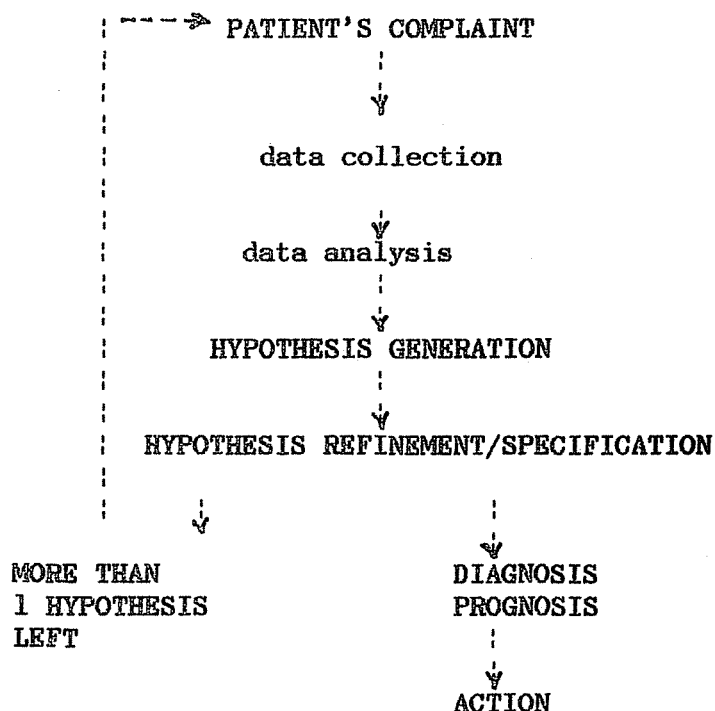 PATIENT'S COMPLAINT
data collection
data analysis
HYPOTHESIS GENERATION
HYPOTHESIS REFINEMENT/SPECIFICATION
MORE THAN
1 HYPOTHESIS
LEFT
DIAGNOSIS
PROGNOSIS
ACTION